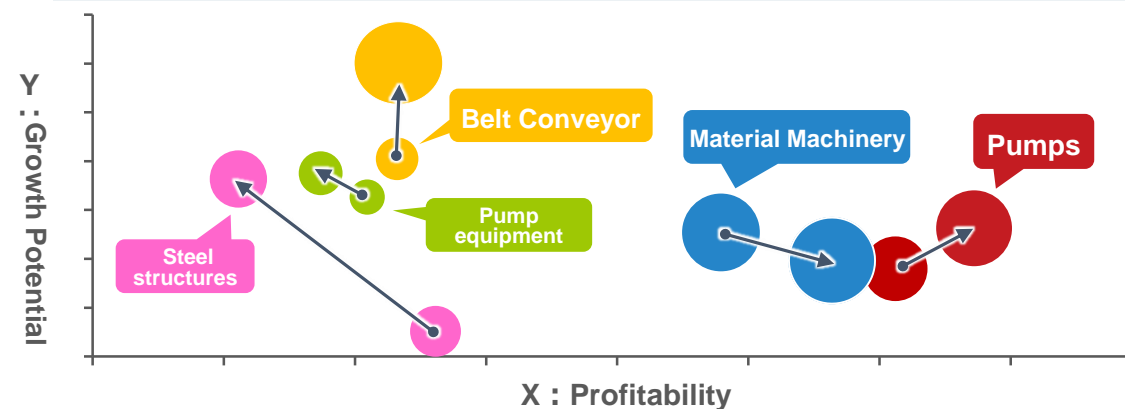 Y：Growth Potential
Belt Conveyor
Material Machinery
Pumps
Pump
equipment
Steel
structures
X：Profitability